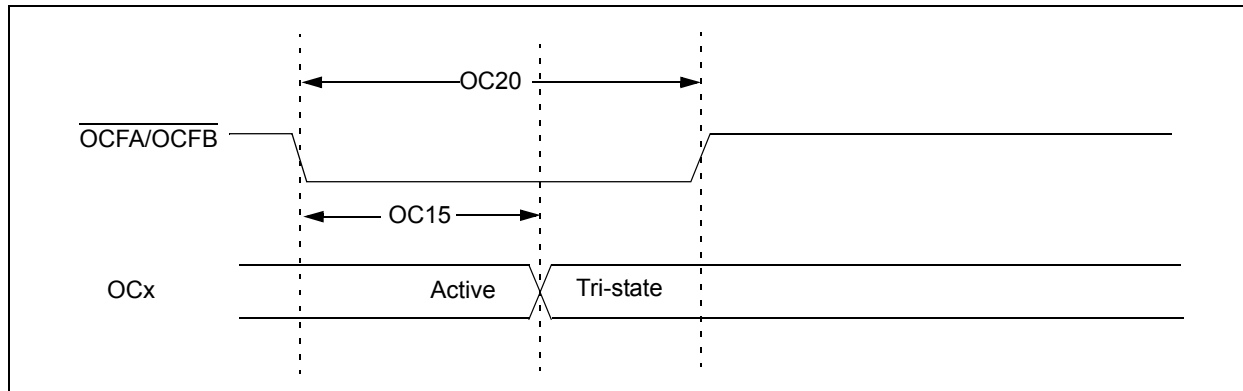 OC20
OCFA/OCFB
OC15
OCx
Active
Tri-state